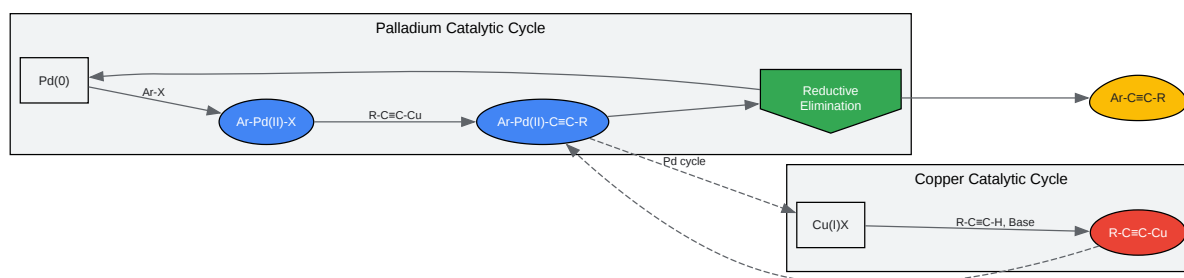 Palladium Catalytic Cycle
Pd(0)
Ar-X
Ar-Pd(II)-X
R-C≡C-Cu
Ar-Pd(II)-C≡C-R
Reductive
Elimination
Ar-C≡C-R
Pd cycle
Copper Catalytic Cycle
Cu(I)X
R-C≡C-H, Base
R-C≡C-Cu